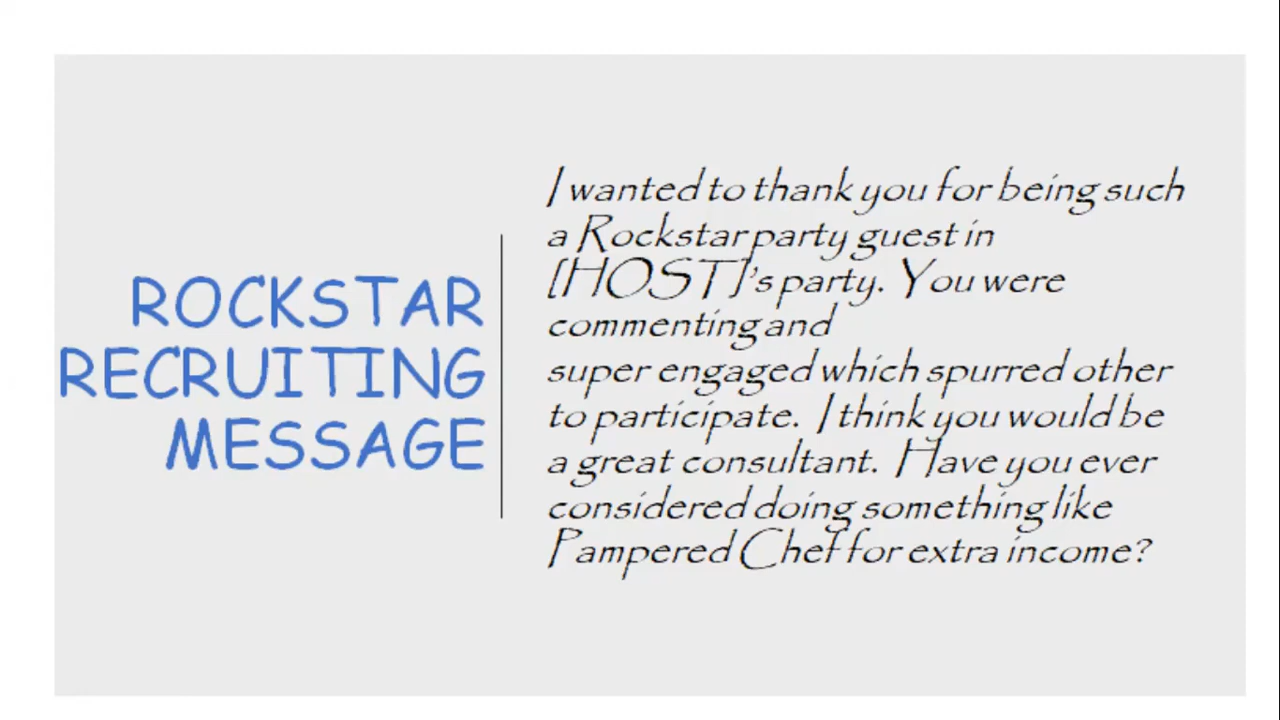 ROCKSTAR
RECRUITING
MESSAGE
I wanted to thank you for being such
a Rockstar party guest in
[HOST]'s party. You were
commenting and
super engaged which spurred other
to participate. I think you would be
a great consultant. Have you ever
considered doing something like
Pampered Chef for extra income?